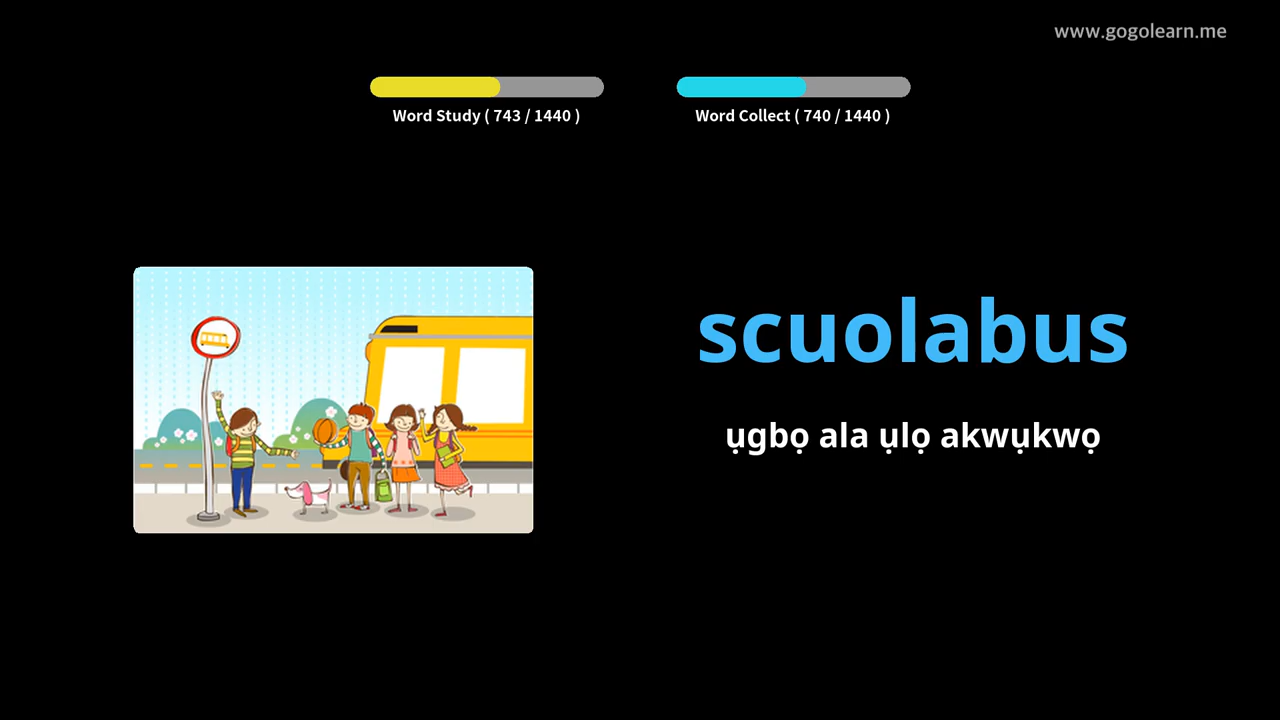 www.gogolearn.me
Word Study ( 743 / 1440 )
Word Collect ( 740 / 1440 )
scuolabus
ụgbọ ala ụlọ akwụkwọ